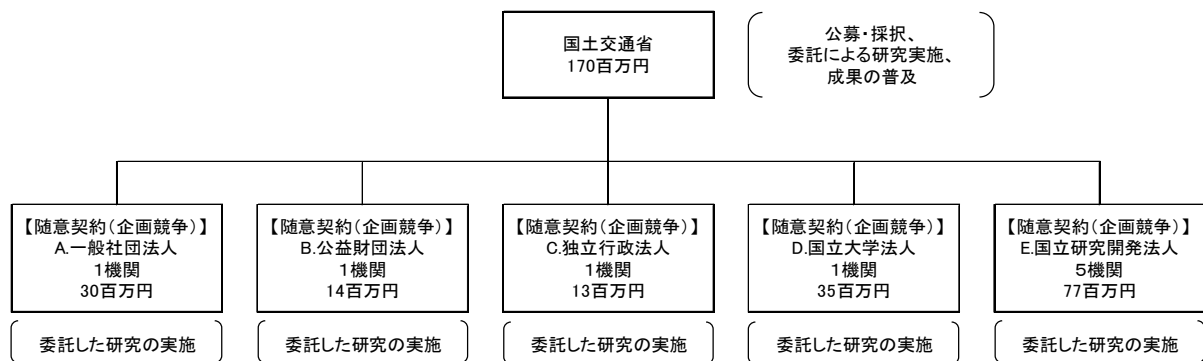 国土交通省
170百万円
公募・採択、
委託による研究実施、
成果の普及
【随意契約（企画競争）】
A.一般社団法人
1機関
30百万円
委託した研究の実施
【随意契約（企画競争）】
B.公益財団法人
1機関
14百万円
委託した研究の実施
【随意契約（企画競争）】
C.独立行政法人
1機関
13百万円
委託した研究の実施
【随意契約（企画競争）】
D.国立大学法人
1機関
35百万円
委託した研究の実施
【随意契約（企画競争）】
E.国立研究開発法人
5機関
77百万円
委託した研究の実施